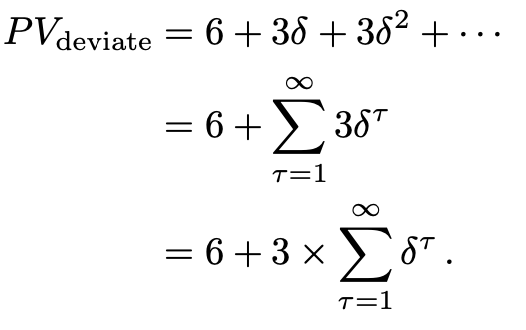 PV_deviate = 6 + 3δ + 3δ² + ···
= 6 + ∑_{τ=1}^{∞} 3δ^τ
= 6 + 3 × ∑_{τ=1}^{∞} δ^τ .